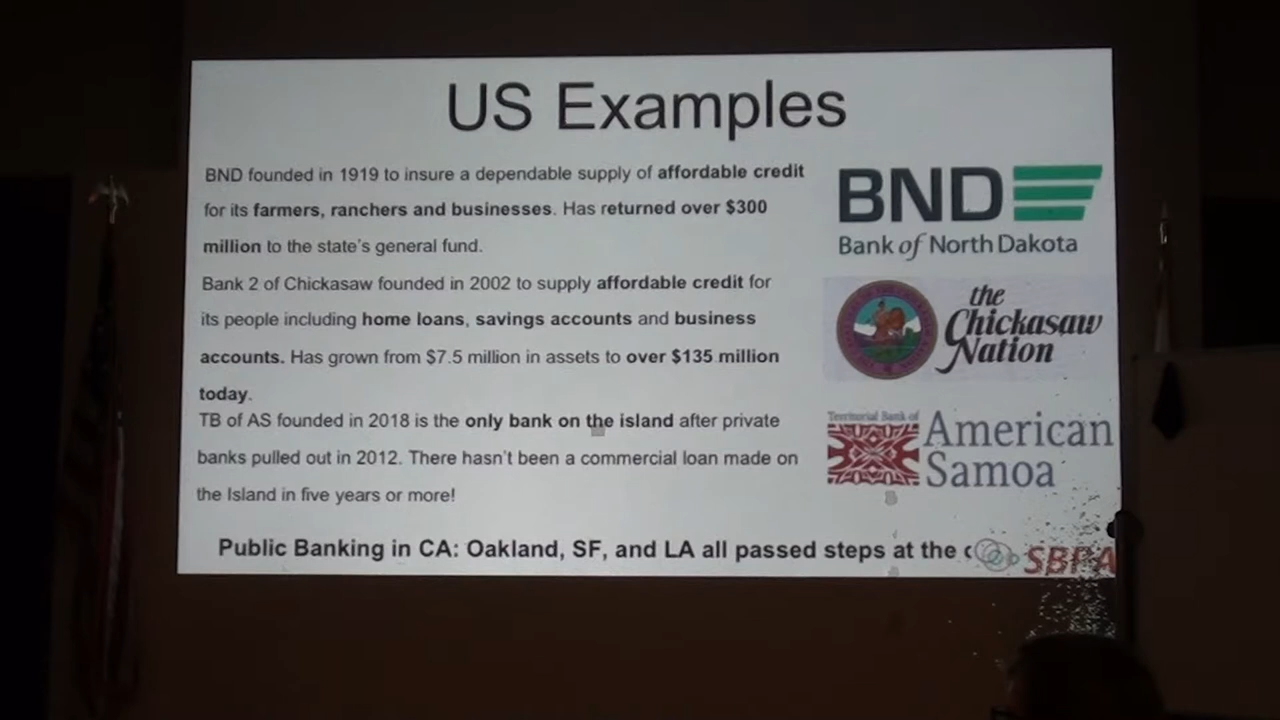 US Examples
BND founded in 1919 to insure a dependable supply of affordable credit
for its farmers, ranchers and businesses. Has returned over $300
million to the state's general fund.
BND
Bank of North Dakota
Bank 2 of Chickasaw founded in 2002 to supply affordable credit for
its people including home loans, savings accounts and business
accounts. Has grown from $7.5 million in assets to over $135 million
today.
the
Chickasaw
Nation
TB of AS founded in 2018 is the only bank on the island after private
banks pulled out in 2012. There hasn't been a commercial loan made on
the Island in five years or more!
Territorial Bank of
American
Samoa
Public Banking in CA: Oakland, SF, and LA all passed steps at the
SBPA